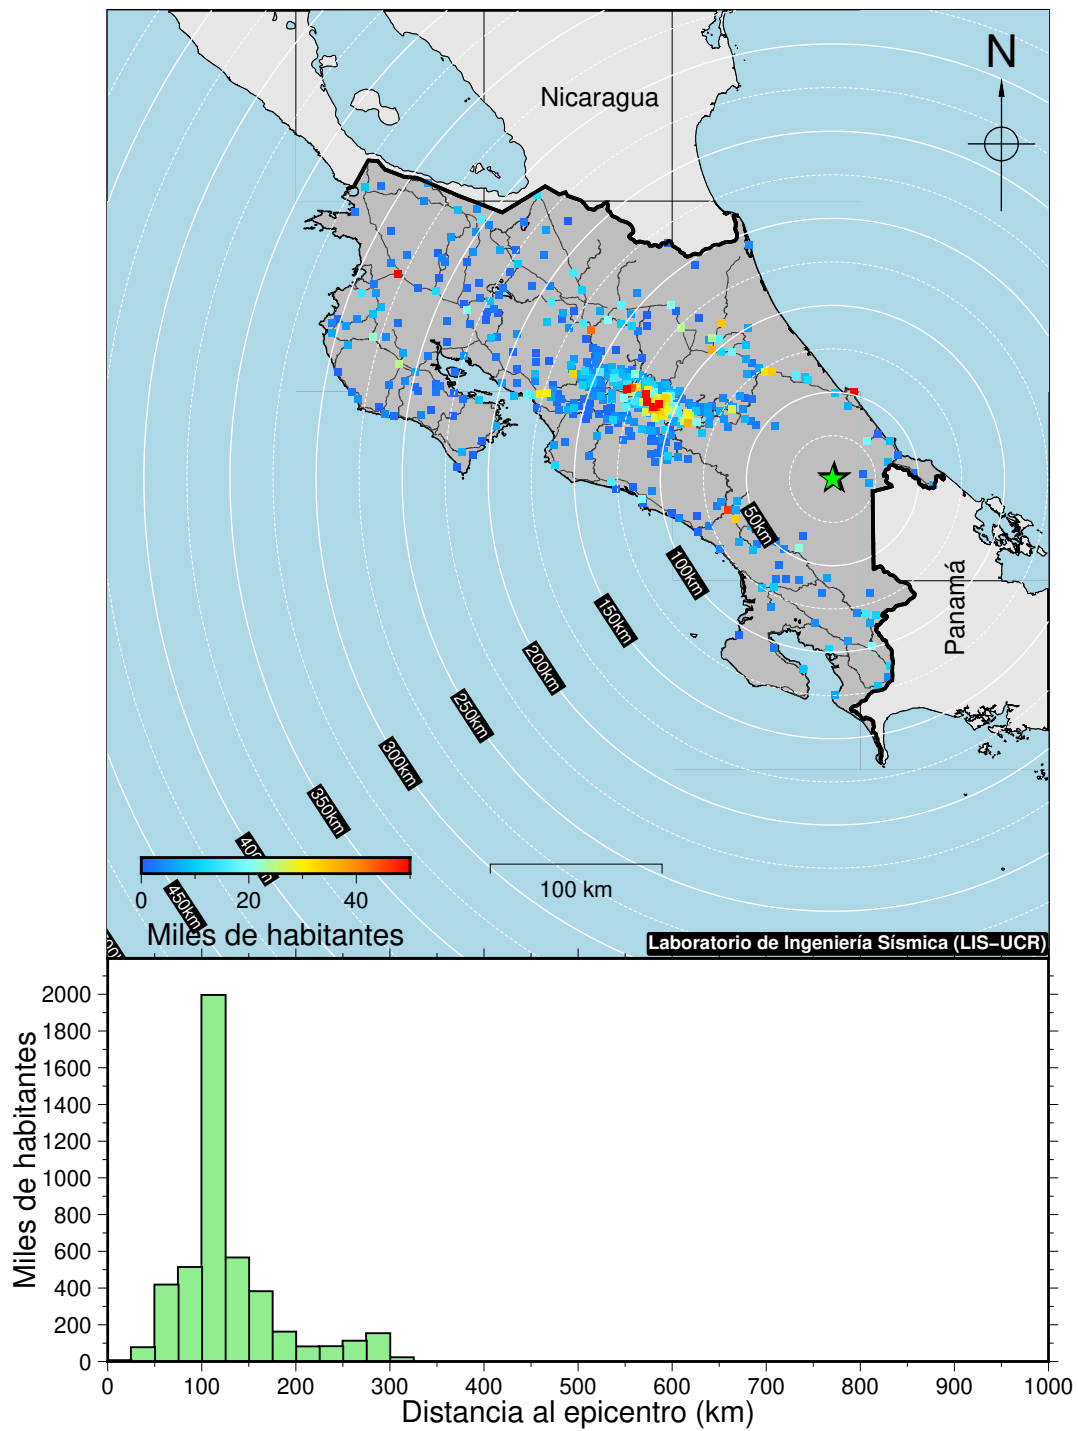 N
Nicaragua
Panamá
50km
100km
150km
200km
250km
300km
350km
400km
450km
0
20
40
Miles de habitantes
100 km
Laboratorio de Ingeniería Sísmica (LIS–UCR)
Miles de habitantes
2000
1800
1600
1400
1200
1000
800
600
400
200
0
0 100 200 300 400 500 600 700 800 900 1000
Distancia al epicentro (km)